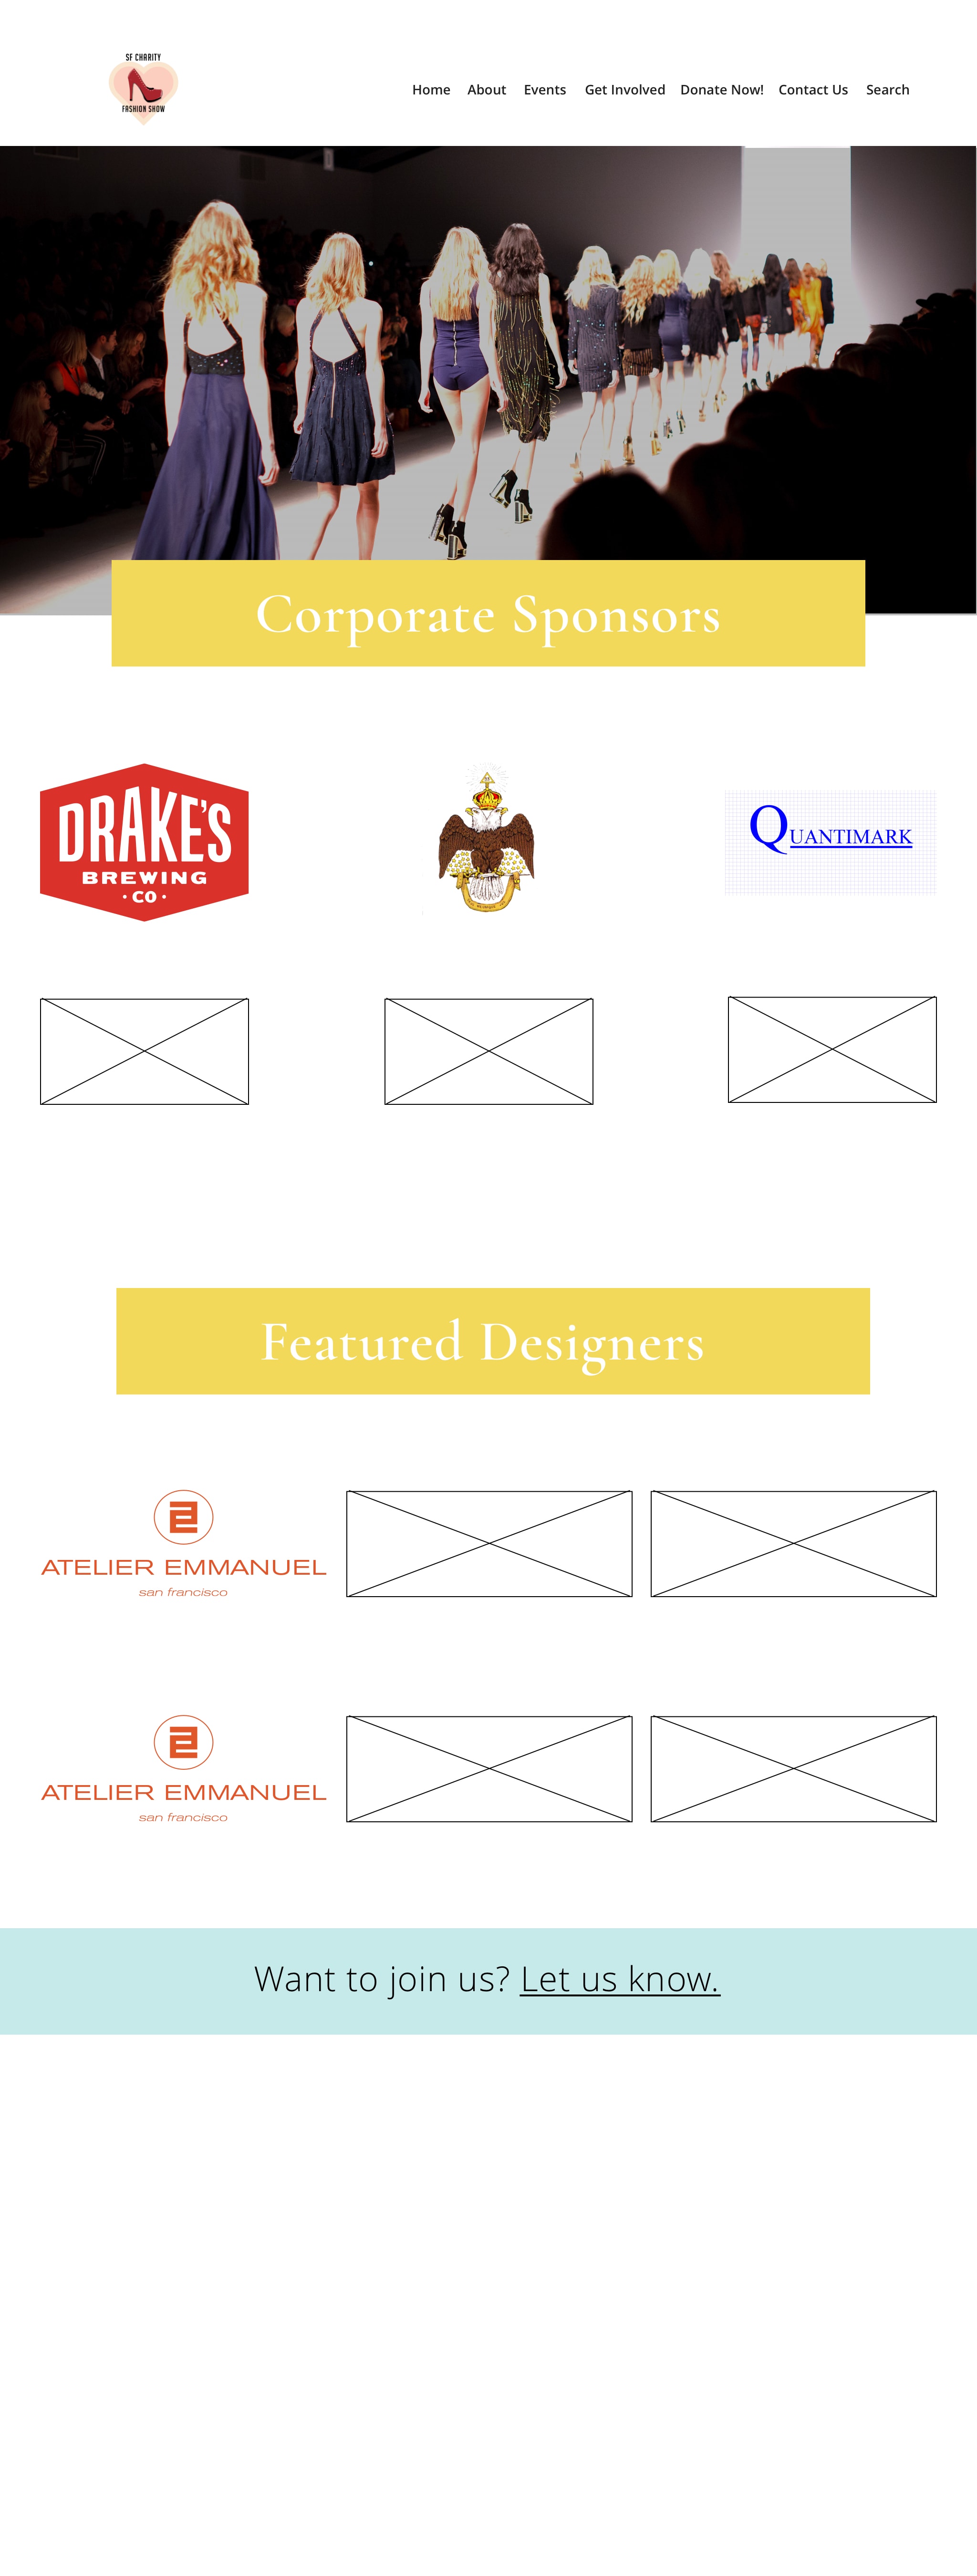 SF CHARITY
FASHION SHOW
Home About Events Get Involved Donate Now! Contact Us Search
Corporate Sponsors
DRAKE'S
BREWING
• CO •
QUANTIMARK
Featured Designers
ATELIER EMMANUEL
san francisco
ATELIER EMMANUEL
san francisco
Want to join us? Let us know.